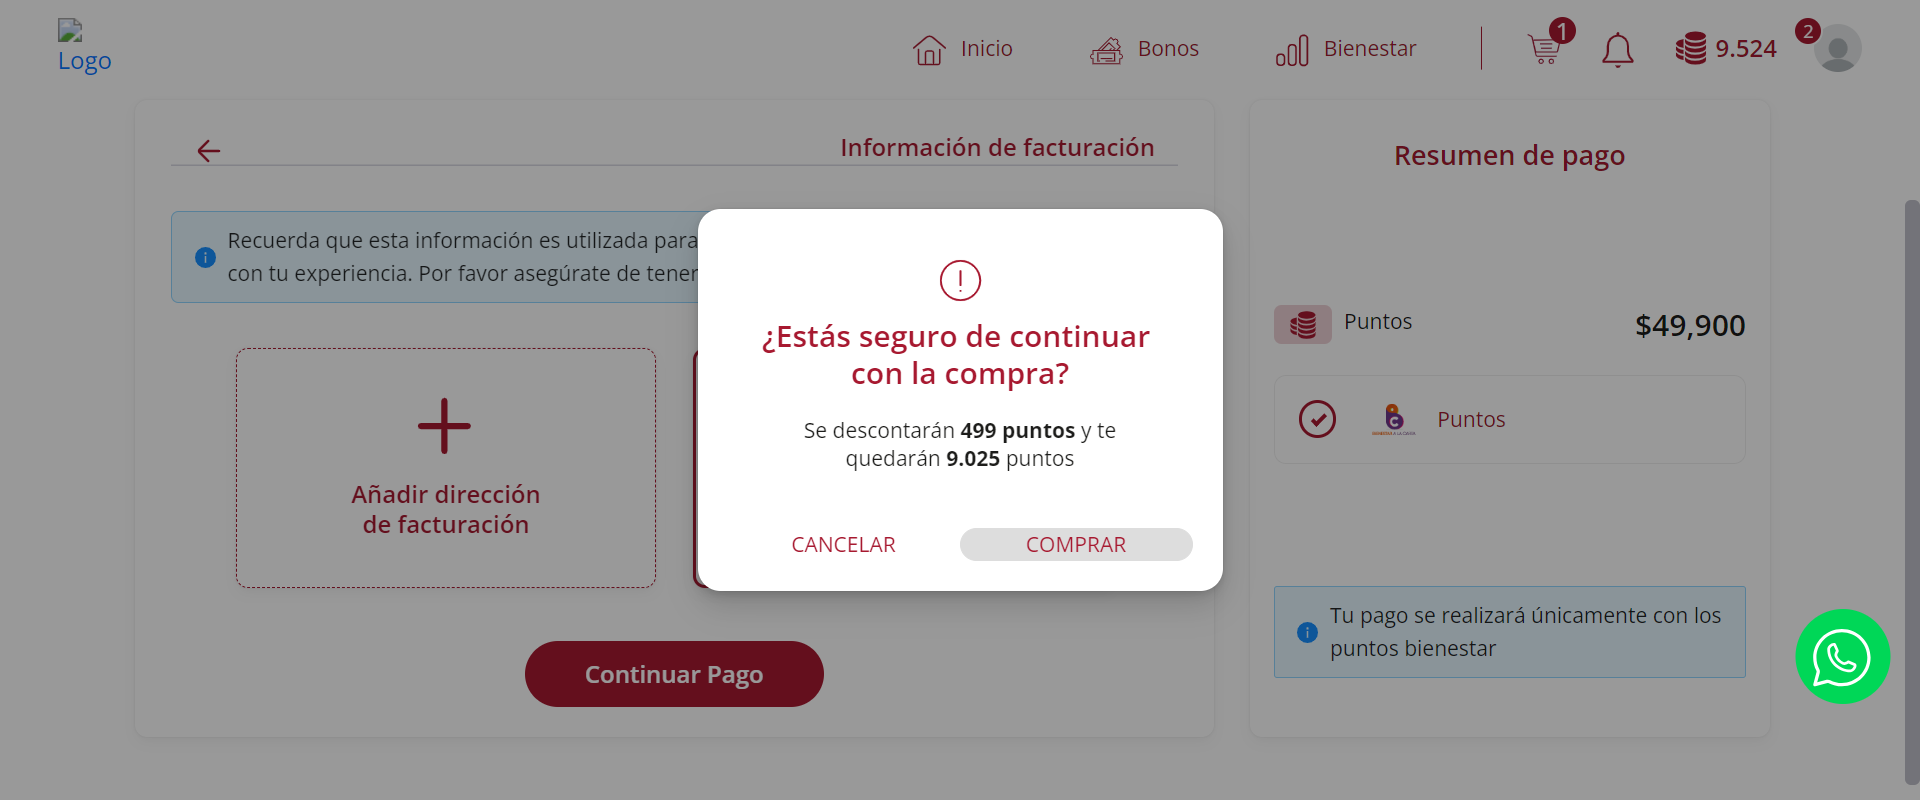 Logo
Inicio
Bonos
Bienestar
1
9.524
2
Información de facturación
Resumen de pago
Recuerda que esta información es utilizada para
con tu experiencia. Por favor asegúrate de tener
¿Estás seguro de continuar
con la compra?
Se descontarán 499 puntos y te
quedarán 9.025 puntos
CANCELAR
COMPRAR
Añadir dirección
de facturación
Continuar Pago
Puntos
$49,900
Puntos
Tu pago se realizará únicamente con los
puntos bienestar